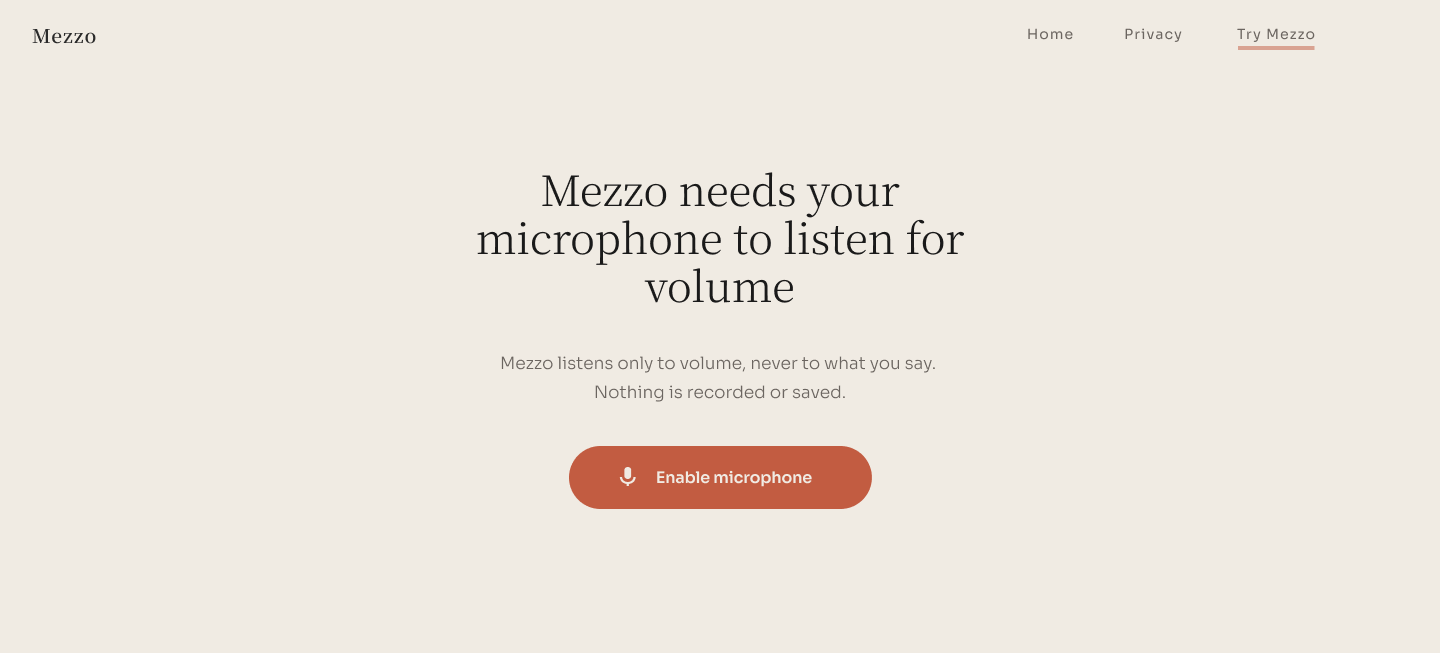 Mezzo
Home
Privacy
Try Mezzo
Mezzo needs your
microphone to listen for
volume
Mezzo listens only to volume, never to what you say.
Nothing is recorded or saved.
Enable microphone